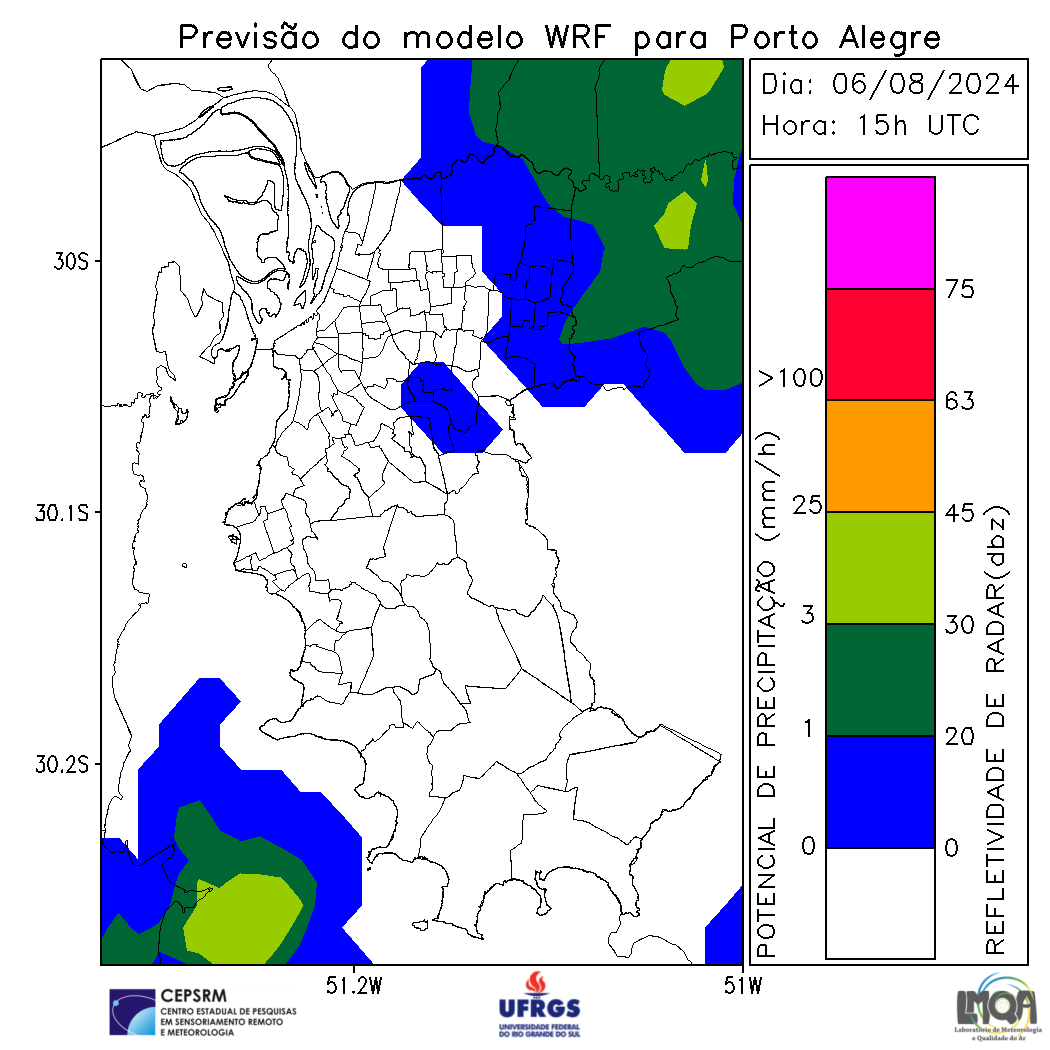 Previsão do modelo WRF para Porto Alegre
Dia: 06/08/2024
Hora: 15h UTC
30S
30.1S
30.2S
51.2W
51W
POTENCIAL DE PRECIPITAÇÃO (mm/h)
>100
25
3
1
0
75
63
45
30
20
0
REFLETIVIDADE DE RADAR(dbz)
CEPSRM
CENTRO ESTADUAL DE PESQUISAS
EM SENSORIAMENTO REMOTO
E METEOROLOGIA
UFRGS
UNIVERSIDADE FEDERAL
DO RIO GRANDE DO SUL
LMQA
Laboratório de Meteorologia
e Qualidade do Ar